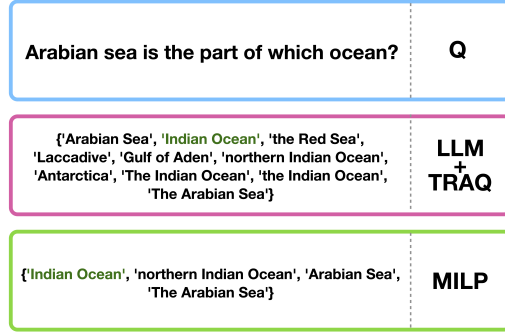 Arabian sea is the part of which ocean?
Q
{'Arabian Sea', 'Indian Ocean', 'the Red Sea',
'Laccadive', 'Gulf of Aden', 'northern Indian Ocean',
'Antarctica', 'The Indian Ocean', 'the Indian Ocean',
'The Arabian Sea'}
LLM
+
TRAQ
{'Indian Ocean', 'northern Indian Ocean', 'Arabian Sea',
'The Arabian Sea'}
MILP